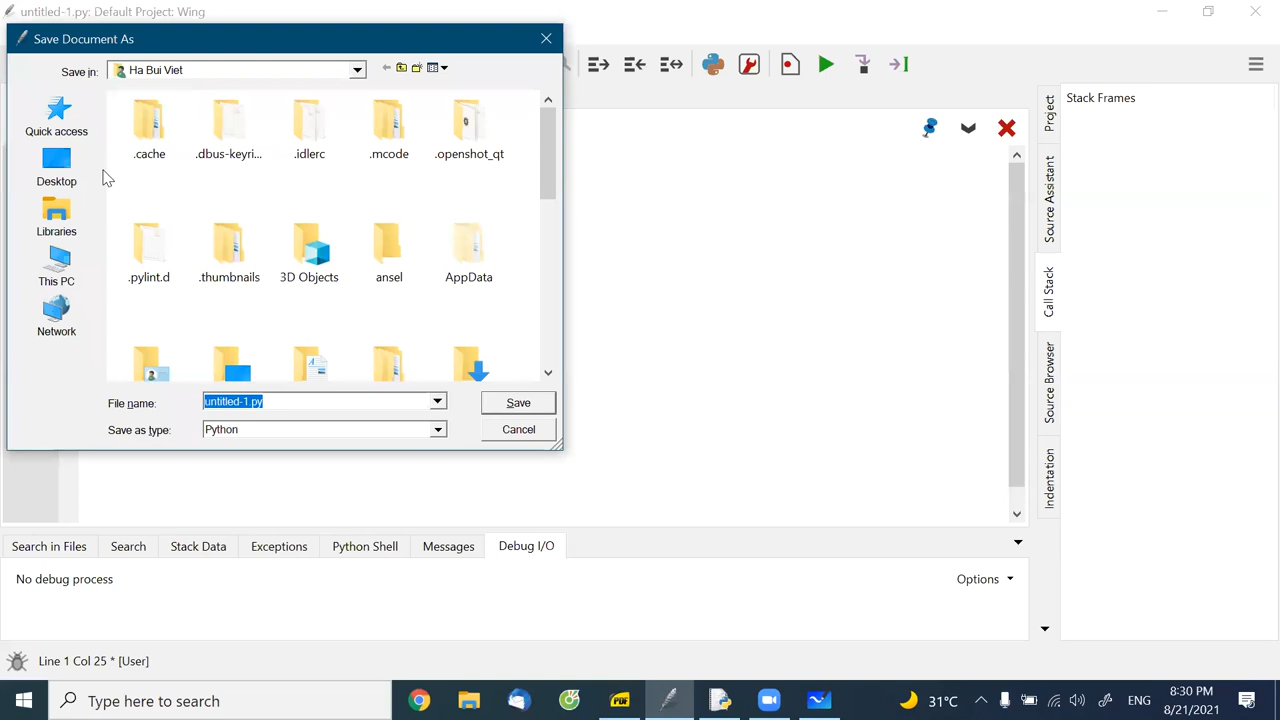 untitled-1.py: Default Project: Wing
Save Document As
Save in:
Ha Bui Viet
Quick access
Desktop
Libraries
This PC
Network
.cache
.dbus-keyri...
.idlerc
.mcode
.openshot_qt
.pylint.d
.thumbnails
3D Objects
ansel
AppData
File name:
untitled-1.py
Save
Save as type:
Python
Cancel
Stack Frames
Project
Source Assistant
Call Stack
Source Browser
Indentation
Search in Files
Search
Stack Data
Exceptions
Python Shell
Messages
Debug I/O
No debug process
Options
Line 1 Col 25 * [User]
Type here to search
PDF
31°C
ENG
8:30 PM
8/21/2021